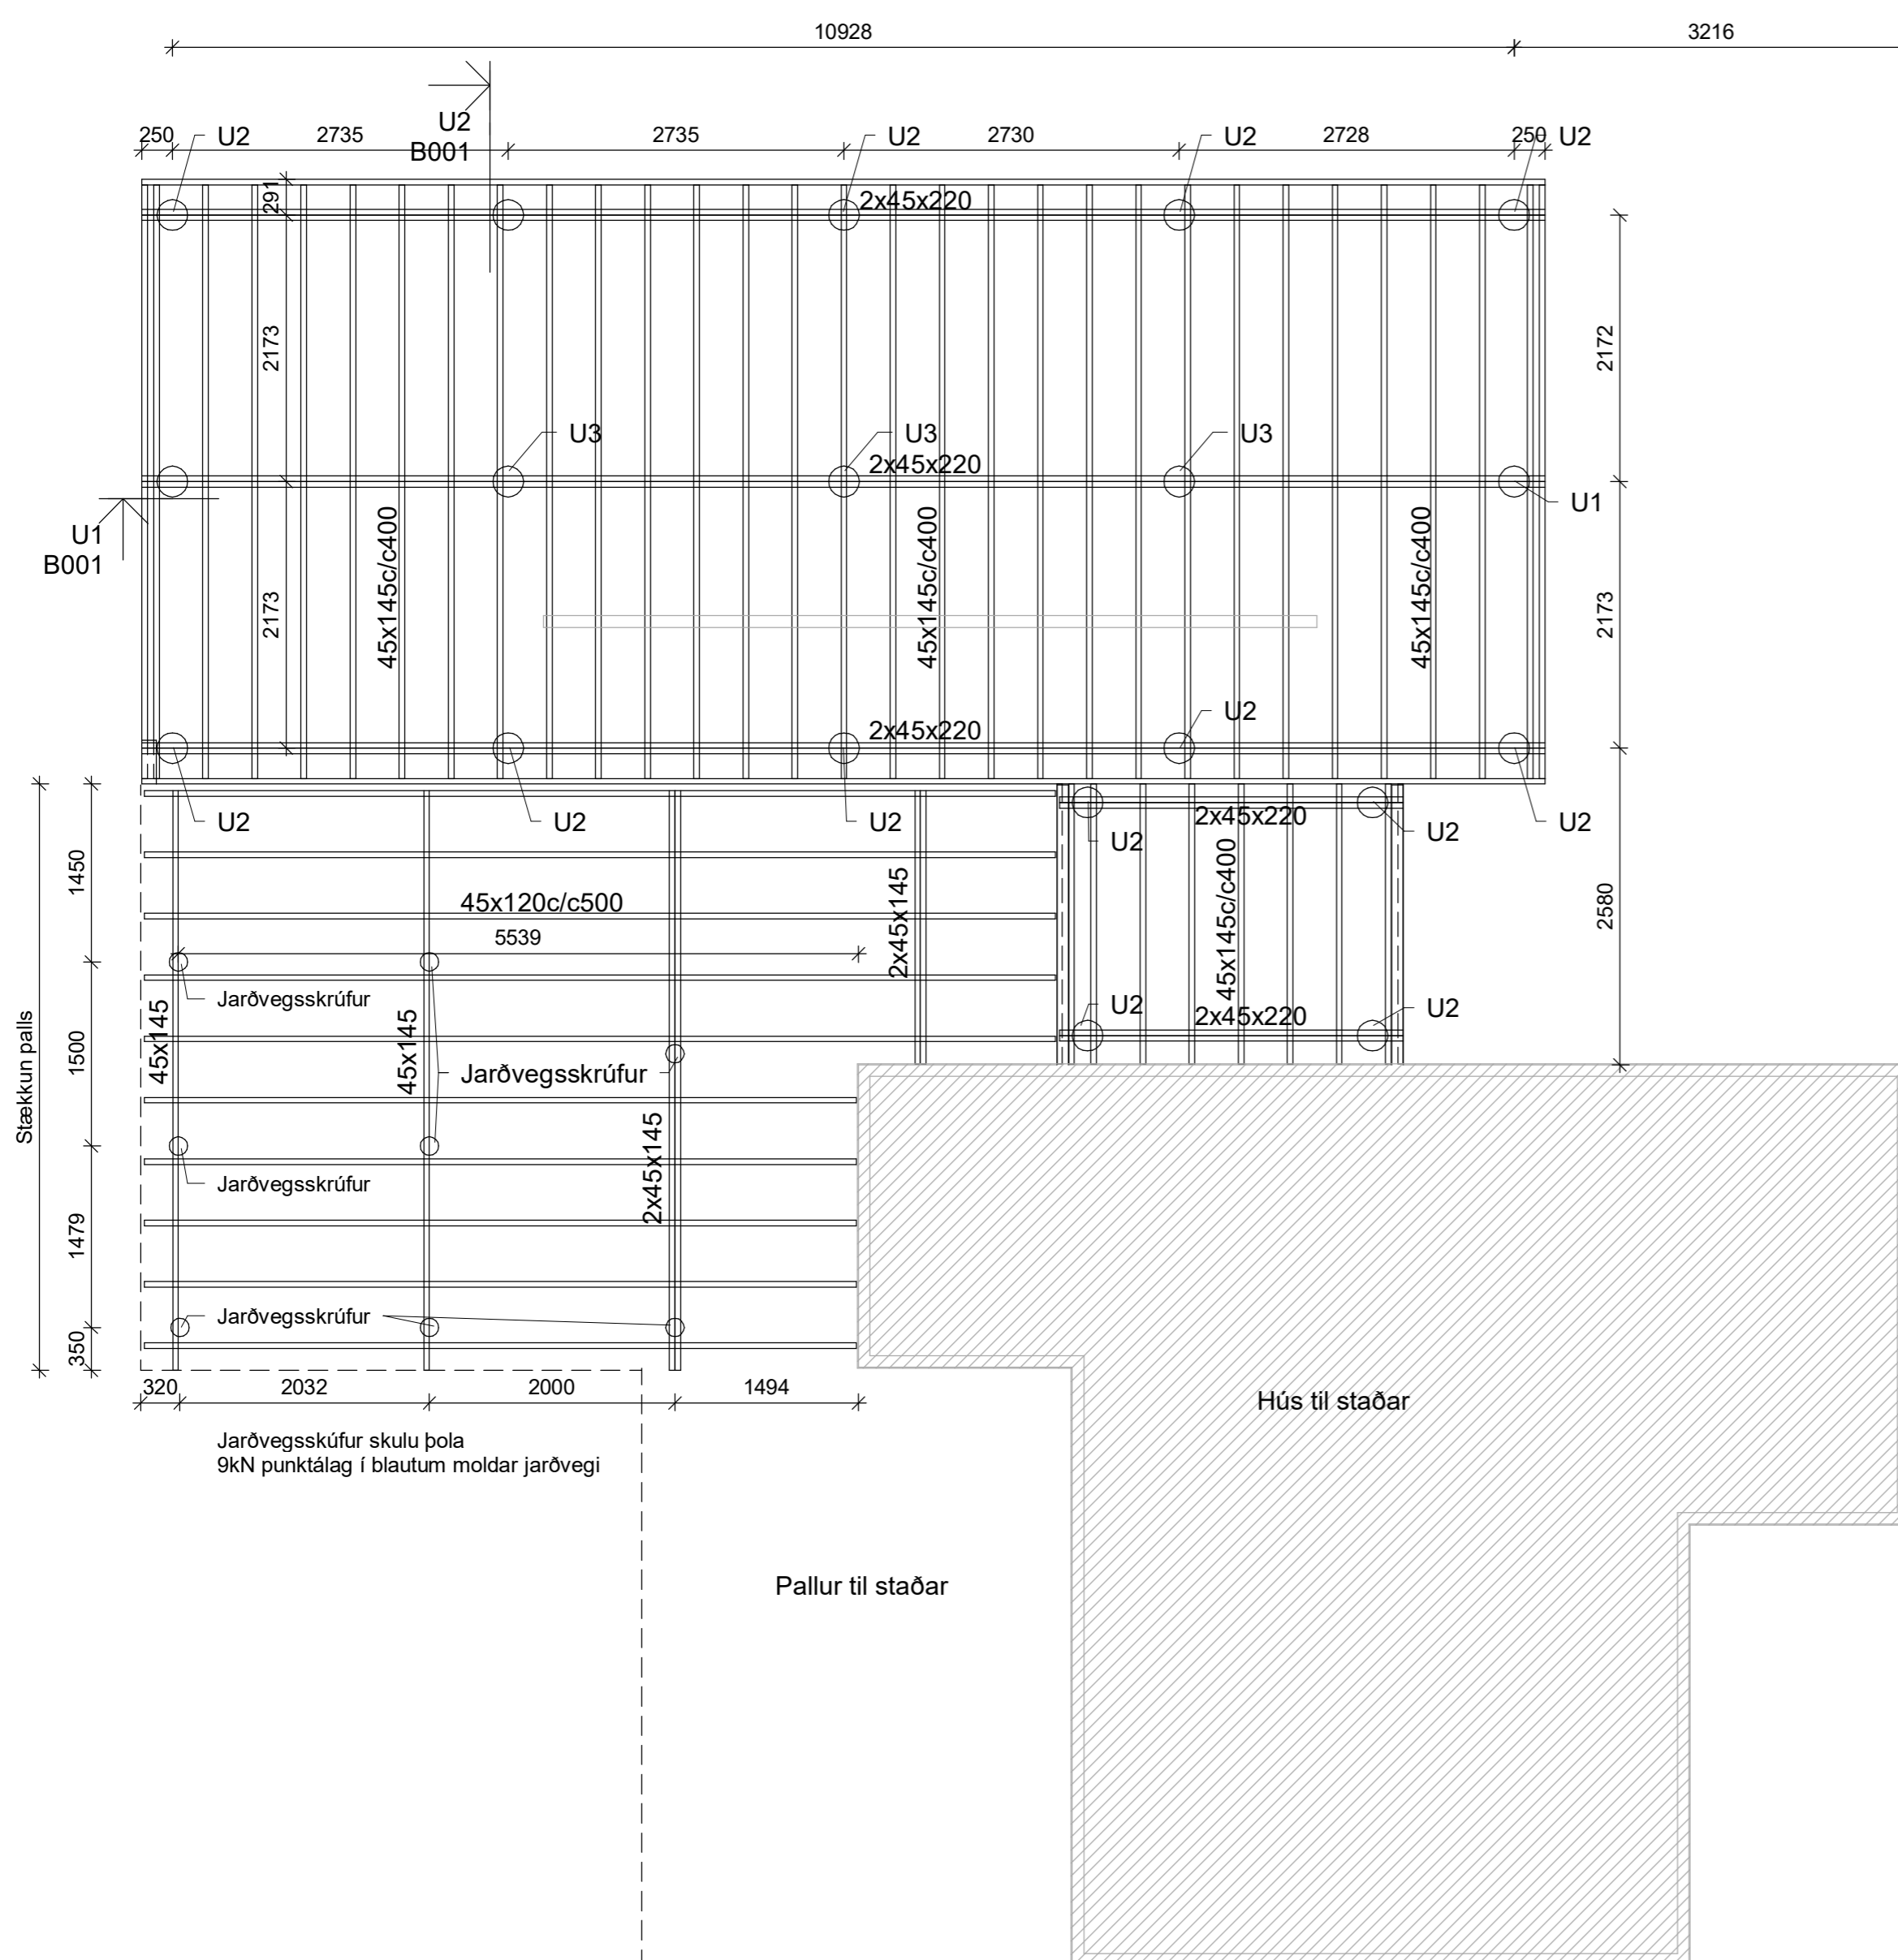 10928
3216
U2
B001
250
U2
2735
2735
U2
2730
U2
2728
250
U2
291
2x45x220
2173
2172
U3
U3
U3
2x45x220
U1
U1
B001
45x145c/c400
45x145c/c400
45x145c/c400
2173
2173
U2
2x45x220
U2
U2
U2
2x45x220
U2
U2
U2
1450
45x120c/c500
2x45x145
45x145c/c400
2580
5539
Jarðvegsskrúfur
U2
U2
2x45x220
Stækkun palls
1500
45x145
45x145
Jarðvegsskrúfur
2x45x145
Jarðvegsskrúfur
1479
Jarðvegsskrúfur
350
320
2032
2000
1494
Hús til staðar
Jarðvegsskúfur skulu þola
9kN punktálag í blautum moldar jarðvegi
Pallur til staðar